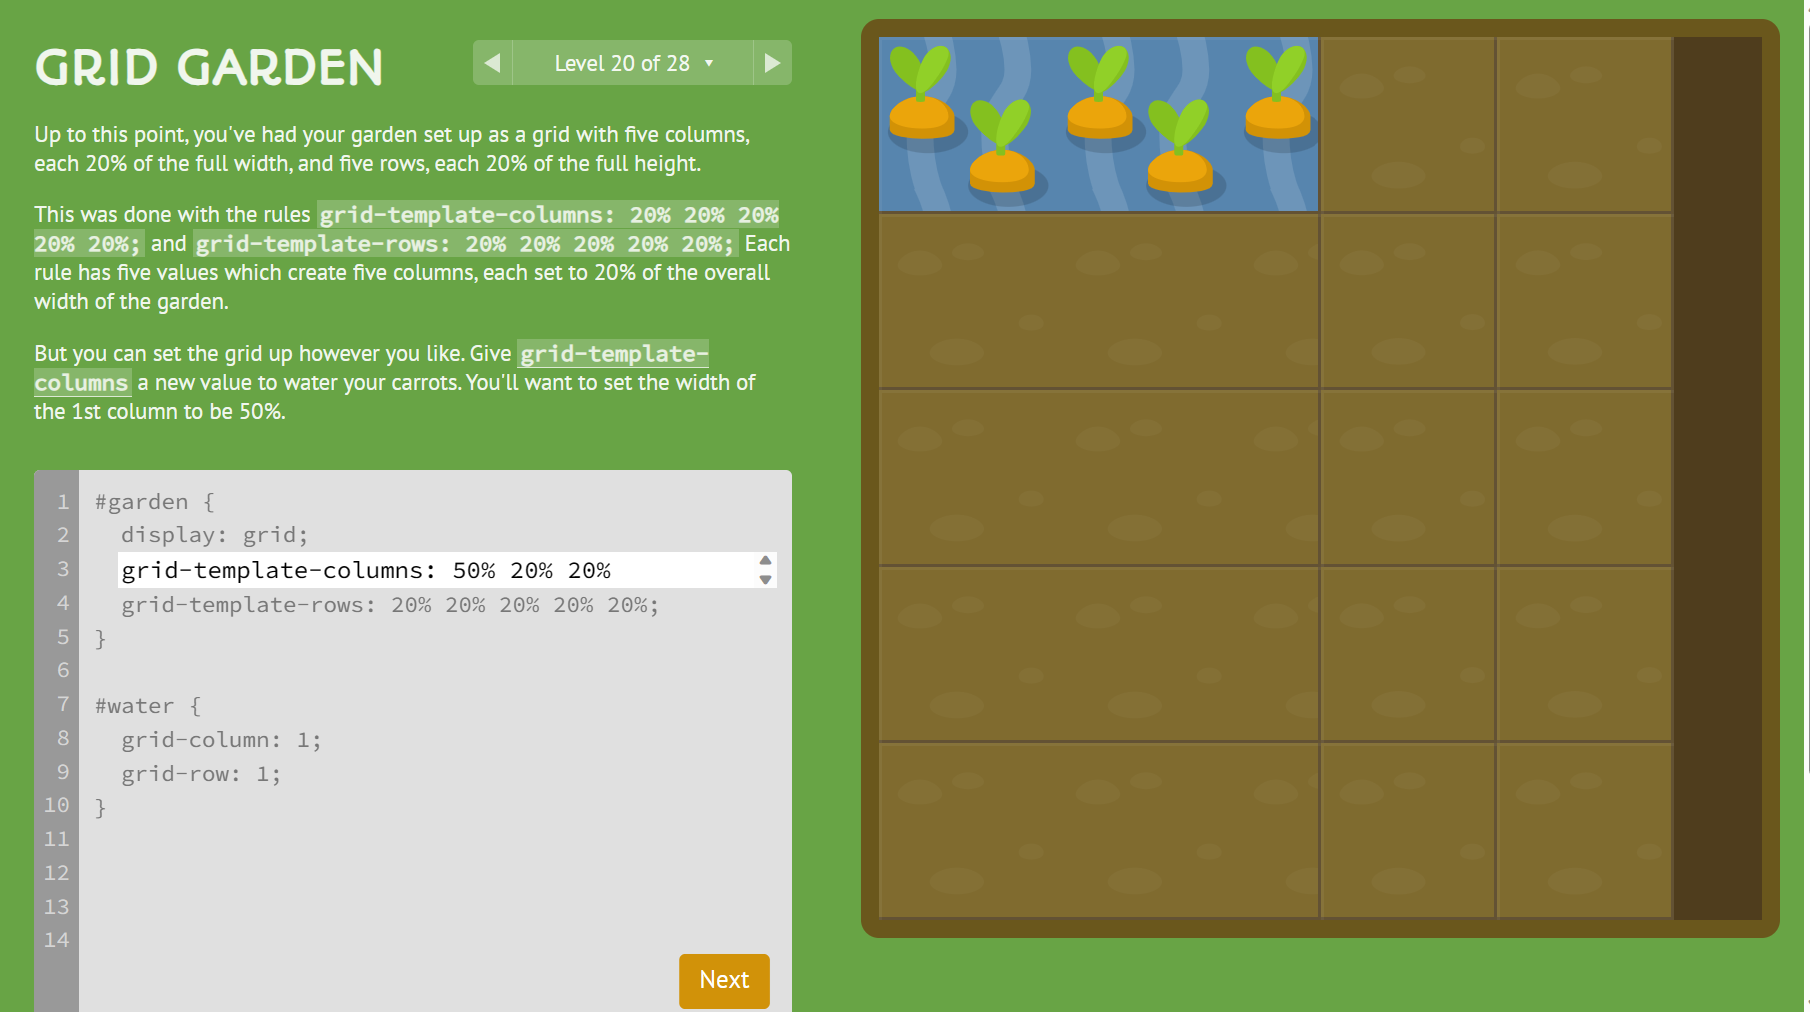 GRID GARDEN
Level 20 of 28
Up to this point, you've had your garden set up as a grid with five columns,
each 20% of the full width, and five rows, each 20% of the full height.
This was done with the rules grid-template-columns: 20% 20% 20%
20% 20%; and grid-template-rows: 20% 20% 20% 20% 20%; Each
rule has five values which create five columns, each set to 20% of the overall
width of the garden.
But you can set the grid up however you like. Give grid-template-
columns a new value to water your carrots. You'll want to set the width of
the 1st column to be 50%.
1 #garden {
2 display: grid;
3 grid-template-columns: 50% 20% 20%
4 grid-template-rows: 20% 20% 20% 20% 20%;
5 }
6
7 #water {
8 grid-column: 1;
9 grid-row: 1;
10 }
11
12
13
14
Next